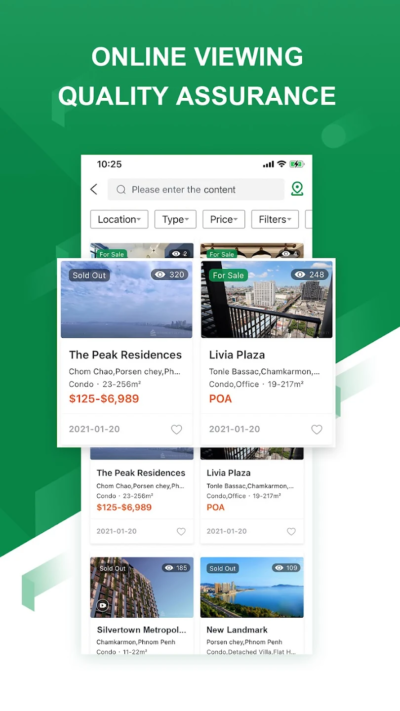 ONLINE VIEWING
QUALITY ASSURANCE
10:25
Please enter the content
Location
Type
Price
Filters
For Sale
2
For Sale
4
Sold Out
320
For Sale
248
The Peak Residences
Livia Plaza
Chom Chao,Porsen chey,Ph...
Tonle Bassac,Chamkarmon,...
Condo · 23-256m²
Condo,Office · 19-217m²
$125-$6,989
POA
2021-01-20
2021-01-20
The Peak Residences
Livia Plaza
Chom Chao,Porsen chey,Ph...
Tonle Bassac,Chamkarmon,...
Condo · 23-256m²
Condo,Office · 19-217m²
$125-$6,989
POA
2021-01-20
2021-01-20
Sold Out
185
Sold Out
109
Silvertown Metropol...
New Landmark
Chamkarmon,Phnom Penh
Porsen chey,Phnom Penh
Condo · 11-22m²
Condo,Detached Villa,Flat H...